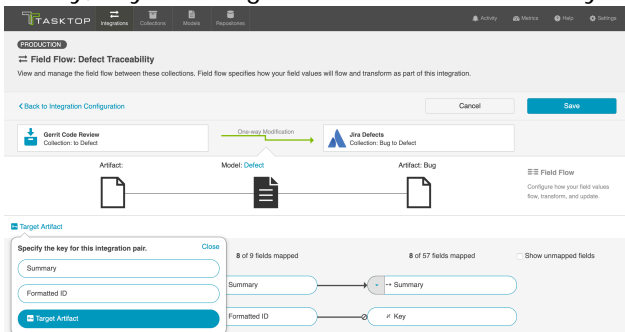 TASKTOP
Integrations
Collections
Models
Repositories
Activity
Metrics
Help
Settings
PRODUCTION
Field Flow: Defect Traceability
View and manage the field flow between these collections. Field flow specifies how your field values will flow and transform as part of this integration.
Back to Integration Configuration
Cancel
Save
Gerrit Code Review
Collection: to Defect
One-way Modification
Jira Defects
Collection: Bug to Defect
Artifact:
Model: Defect
Artifact: Bug
Field Flow
Configure how your field values
flow, transform, and update.
Target Artifact
Specify the key for this integration pair.
Close
8 of 9 fields mapped
8 of 57 fields mapped
Show unmapped fields
Summary
Summary
Summary
Formatted ID
Formatted ID
Key
Target Artifact